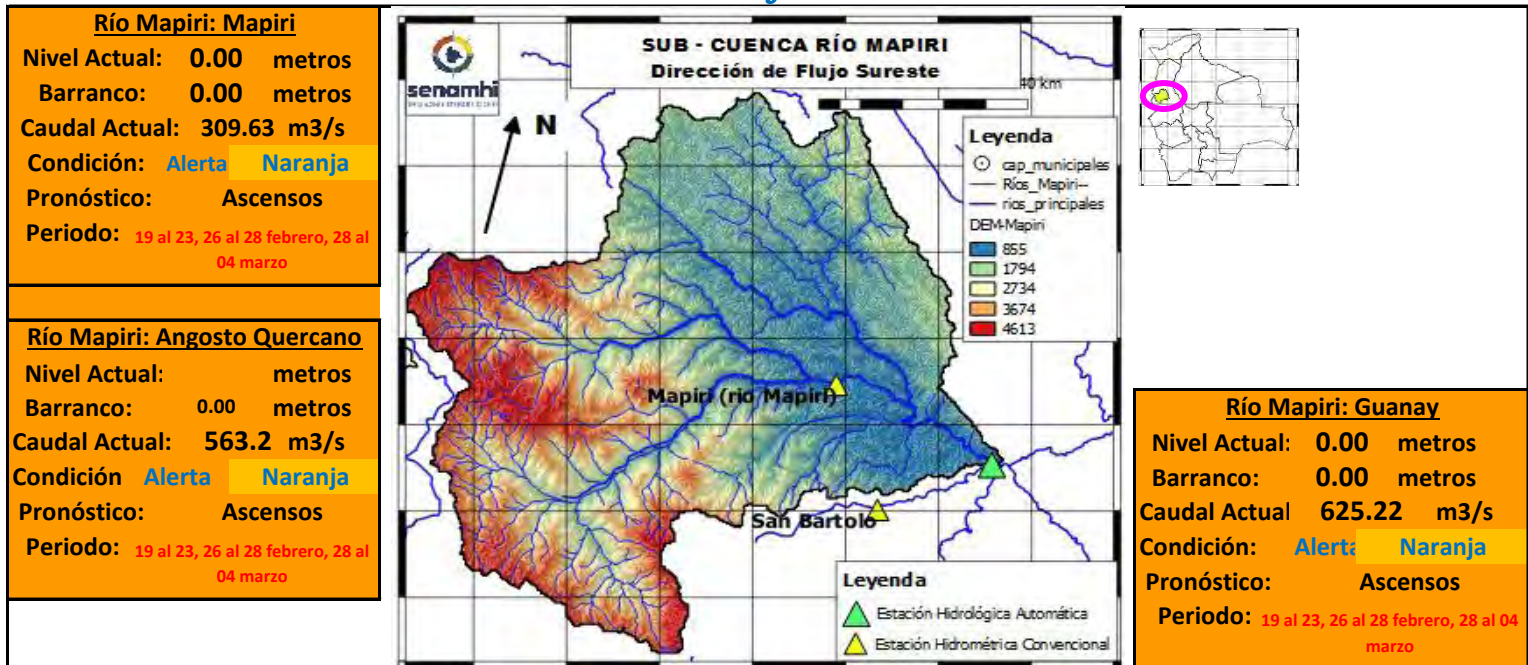 Río Mapiri: Mapiri
Nivel Actual: 0.00 metros
Barranco: 0.00 metros
Caudal Actual: 309.63 m3/s
Condición: Alerta Naranja
Pronóstico: Ascensos
Periodo: 19 al 23, 26 al 28 febrero, 28 al
04 marzo
Río Mapiri: Angosto Quercano
Nivel Actual: metros
Barranco: 0.00 metros
Caudal Actual: 563.2 m3/s
Condición Alerta Naranja
Pronóstico: Ascensos
Periodo: 19 al 23, 26 al 28 febrero, 28 al
04 marzo
senamhi
SUB - CUENCA RÍO MAPIRI
Dirección de Flujo Sureste
40 km
N
Leyenda
cap_municipales
Ríos_Mapiri--
rios_principales
DEM-Mapiri
855
1794
2734
3674
4613
Mapiri (rio Mapiri)
San Bartolo
Leyenda
Estación Hidrológica Automática
Estación Hidrométrica Convencional
Río Mapiri: Guanay
Nivel Actual: 0.00 metros
Barranco: 0.00 metros
Caudal Actual 625.22 m3/s
Condición: Alerta Naranja
Pronóstico: Ascensos
Periodo: 19 al 23, 26 al 28 febrero, 28 al 04
marzo